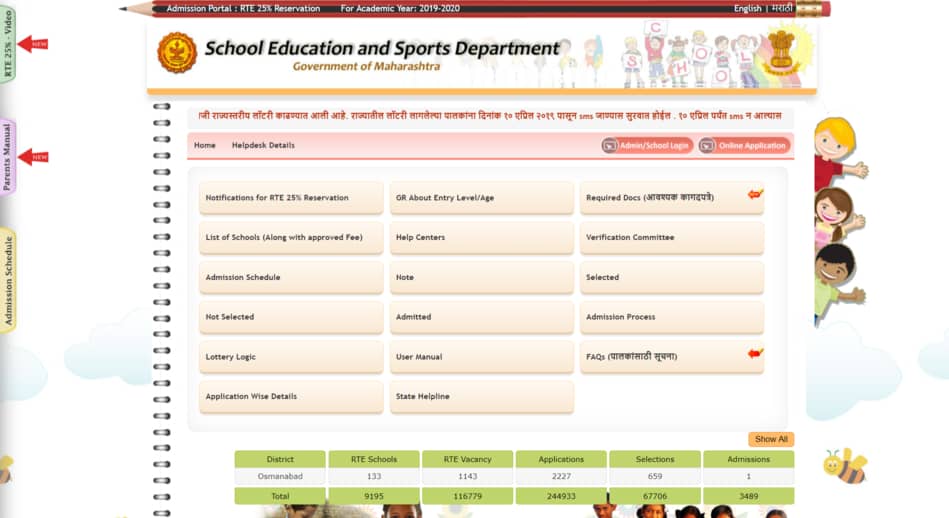 Admission Portal : RTE 25% Reservation For Academic Year: 2019-2020 English | मराठी
RTE 25% - Video
NEW
School Education and Sports Department
Government of Maharashtra
SCHOOL
राज्यस्तरीय लॉटरी काढण्यात आली आहे. राज्यातील लॉटरी लागलेल्या पालकांना दिनांक १० एप्रिल २०१९ पासून sms जाण्यास सुरवात होईल . १० एप्रिल पर्यंत sms न आल्यास
Parents Manual
NEW
Home Helpdesk Details Admin/School Login Online Application
Notifications for RTE 25% Reservation GR About Entry Level/Age Required Docs (आवश्यक कागदपत्रे)
List of Schools (Along with approved Fee) Help Centers Verification Committee
Admission Schedule
Admission Schedule Note Selected
Not Selected Admitted Admission Process
Lottery Logic User Manual FAQs (पालकांसाठी सूचना)
Application Wise Details State Helpline
Show All
District RTE Schools RTE Vacancy Applications Selections Admissions
Osmanabad 133 1143 2227 659 1
Total 9195 116779 244933 67706 3489